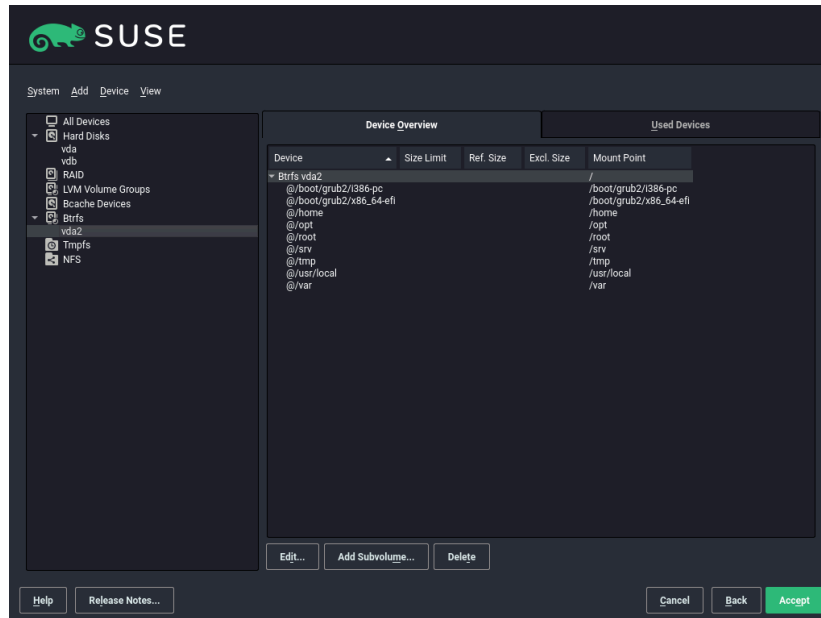 SUSE
System Add Device View
All Devices
Hard Disks
vda
vdb
RAID
LVM Volume Groups
Bcache Devices
Btrfs
vda2
Tmpfs
NFS
Device Overview Used Devices
Device Size Limit Ref. Size Excl. Size Mount Point
Btrfs vda2 /
@/boot/grub2/i386-pc /boot/grub2/i386-pc
@/boot/grub2/x86_64-efi /boot/grub2/x86_64-efi
@/home /home
@/opt /opt
@/root /root
@/srv /srv
@/tmp /tmp
@/usr/local /usr/local
@/var /var
Edit... Add Subvolume... Delete
Help Release Notes... Cancel Back Accept